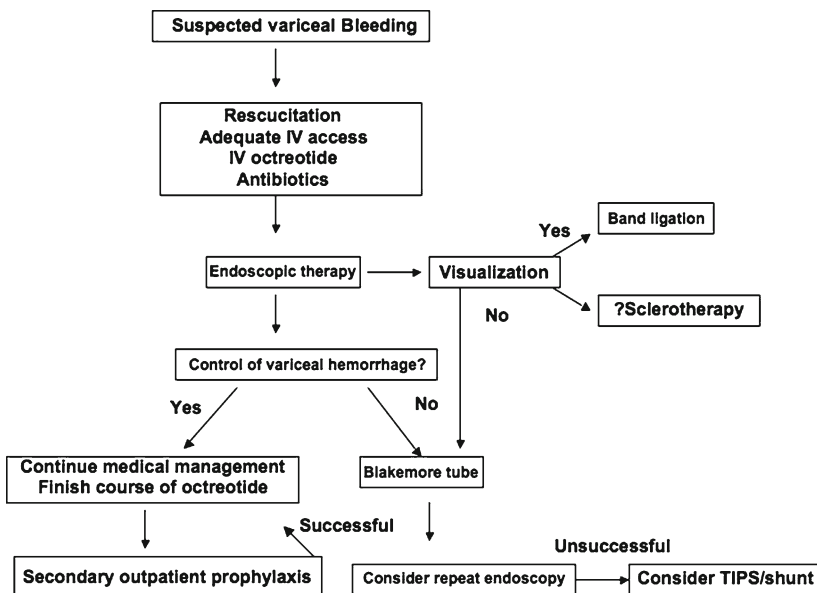 Suspected variceal Bleeding
Rescucitation
Adequate IV access
IV octreotide
Antibiotics
Yes
Band ligation
Endoscopic therapy
Visualization
No
?Sclerotherapy
Control of variceal hemorrhage?
Yes
No
Continue medical management
Finish course of octreotide
Blakemore tube
Successful
Unsuccessful
Secondary outpatient prophylaxis
Consider repeat endoscopy
Consider TIPS/shunt